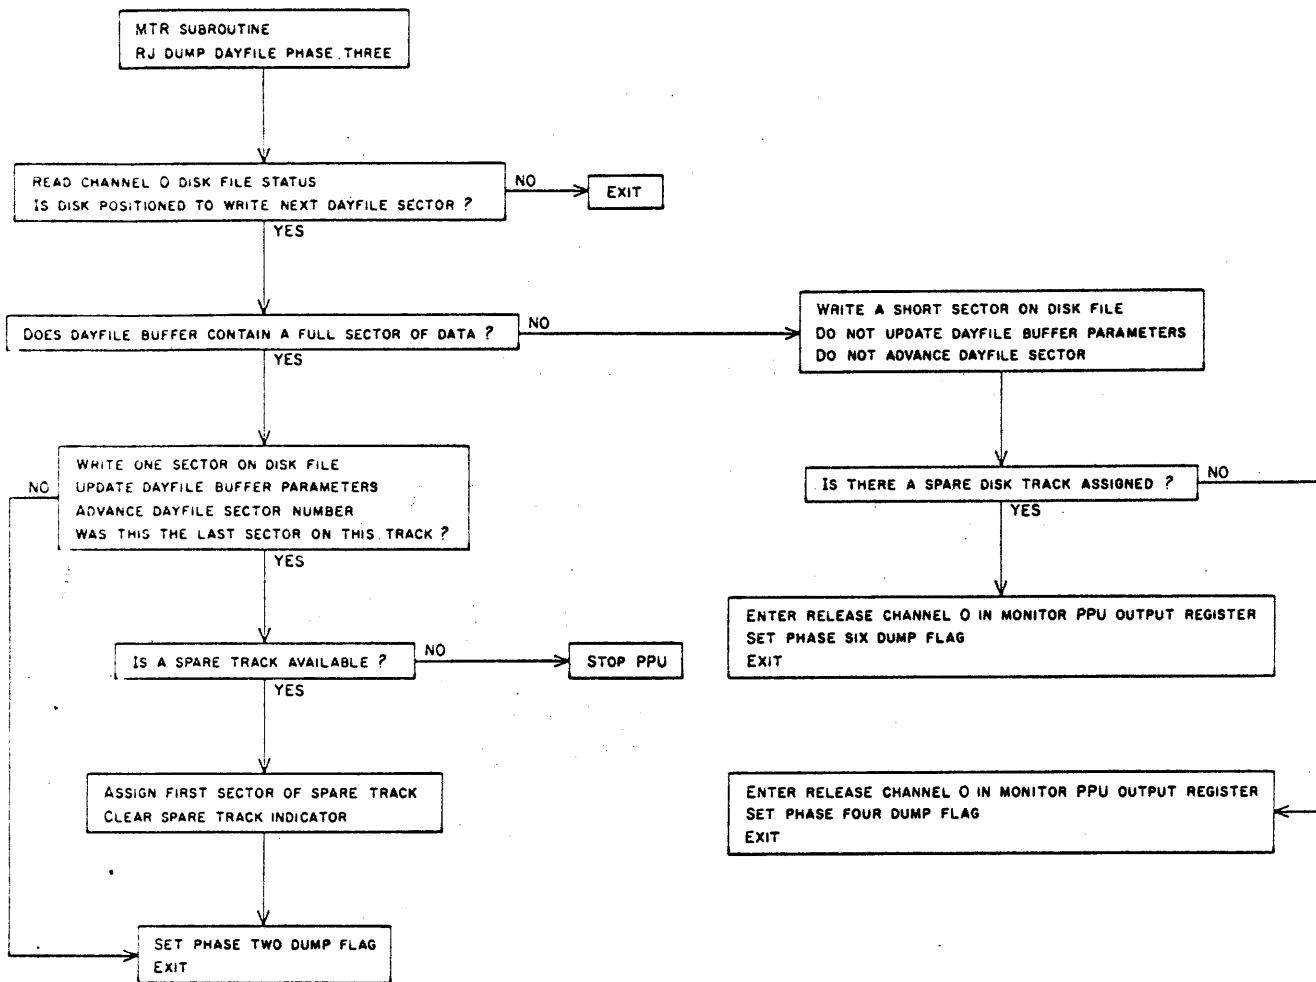 MTR SUBROUTINE
RJ DUMP DAYFILE PHASE THREE
READ CHANNEL 0 DISK FILE STATUS
IS DISK POSITIONED TO WRITE NEXT DAYFILE SECTOR ?
NO
EXIT
YES
DOES DAYFILE BUFFER CONTAIN A FULL SECTOR OF DATA ?
NO
YES
WRITE A SHORT SECTOR ON DISK FILE
DO NOT UPDATE DAYFILE BUFFER PARAMETERS
DO NOT ADVANCE DAYFILE SECTOR
WRITE ONE SECTOR ON DISK FILE
UPDATE DAYFILE BUFFER PARAMETERS
ADVANCE DAYFILE SECTOR NUMBER
WAS THIS THE LAST SECTOR ON THIS TRACK ?
NO
YES
IS THERE A SPARE DISK TRACK ASSIGNED ?
NO
YES
IS A SPARE TRACK AVAILABLE ?
NO
STOP PPU
YES
ENTER RELEASE CHANNEL 0 IN MONITOR PPU OUTPUT REGISTER
SET PHASE SIX DUMP FLAG
EXIT
ASSIGN FIRST SECTOR OF SPARE TRACK
CLEAR SPARE TRACK INDICATOR
ENTER RELEASE CHANNEL 0 IN MONITOR PPU OUTPUT REGISTER
SET PHASE FOUR DUMP FLAG
EXIT
SET PHASE TWO DUMP FLAG
EXIT